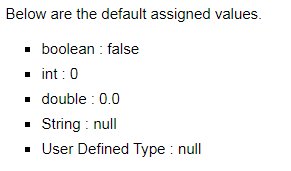 Below are the default assigned values.
▪ boolean : false
▪ int : 0
▪ double : 0.0
▪ String : null
▪ User Defined Type : null